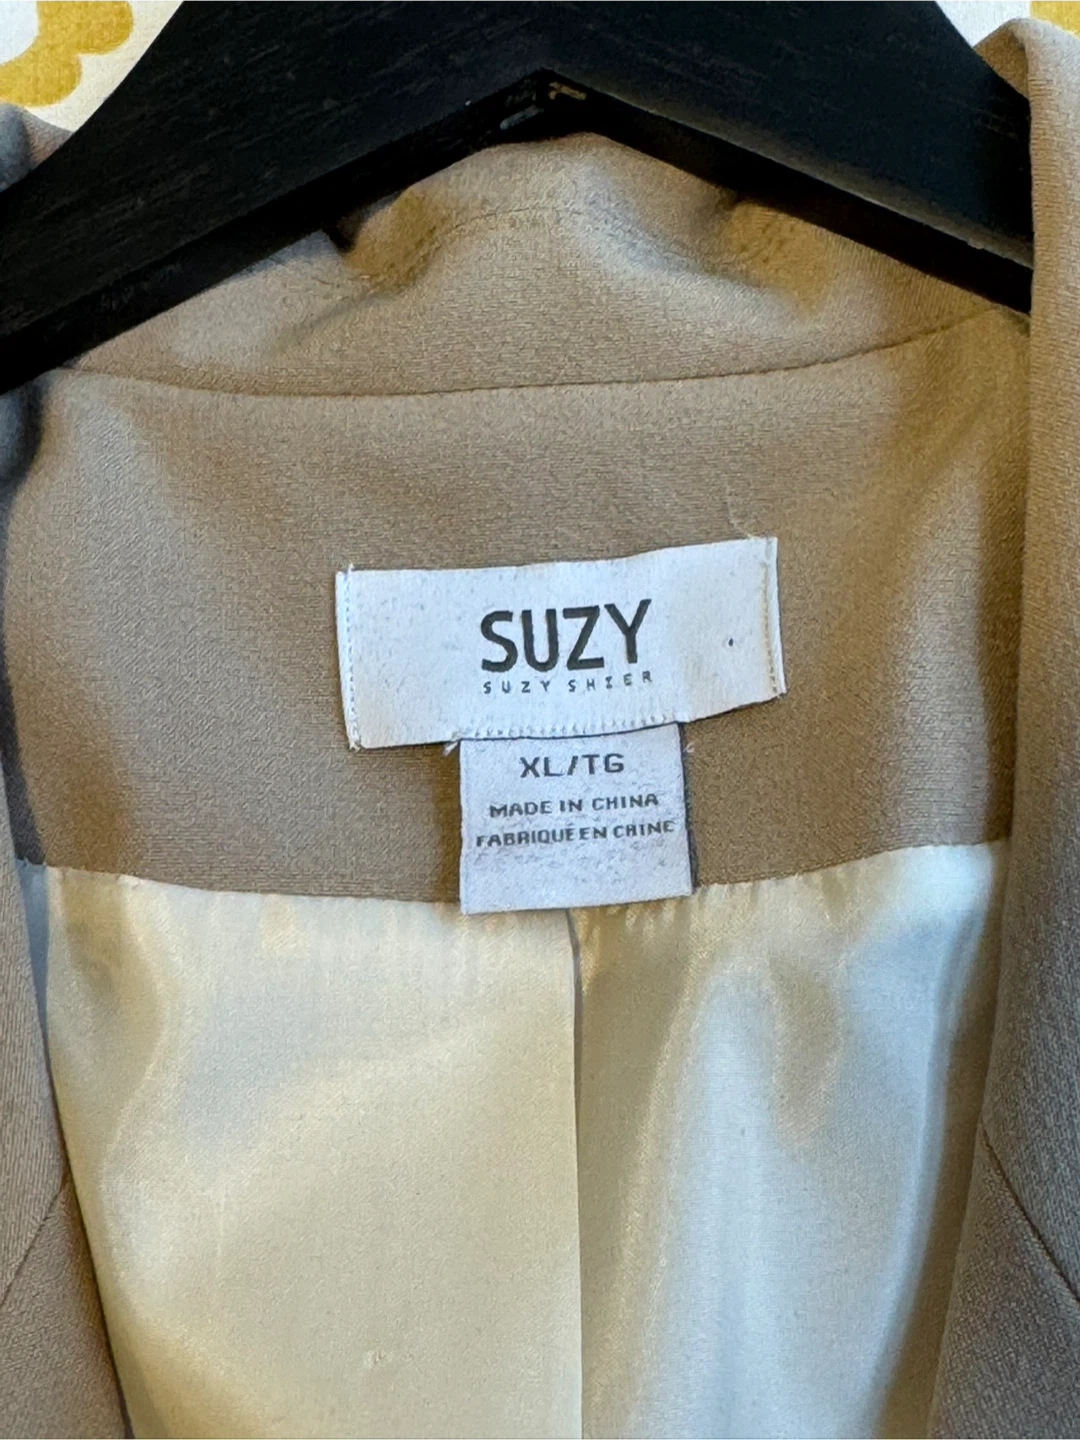 SUZY
SUZY SHIER
XL/TG
MADE IN CHINA
FABRIQUÉ EN CHINE